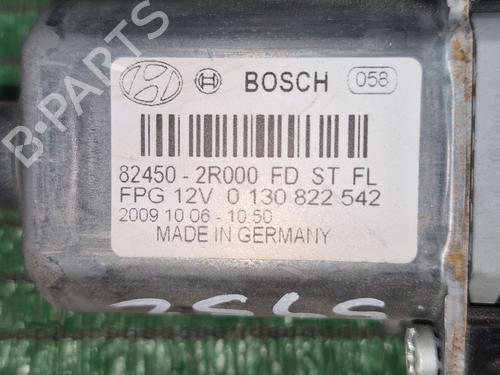 BOSCH 058
82450 - 2R000 FD ST FL
FPG 12V 0 130 822 542
2009 10 06 - 10:50
MADE IN GERMANY
B-PARTS